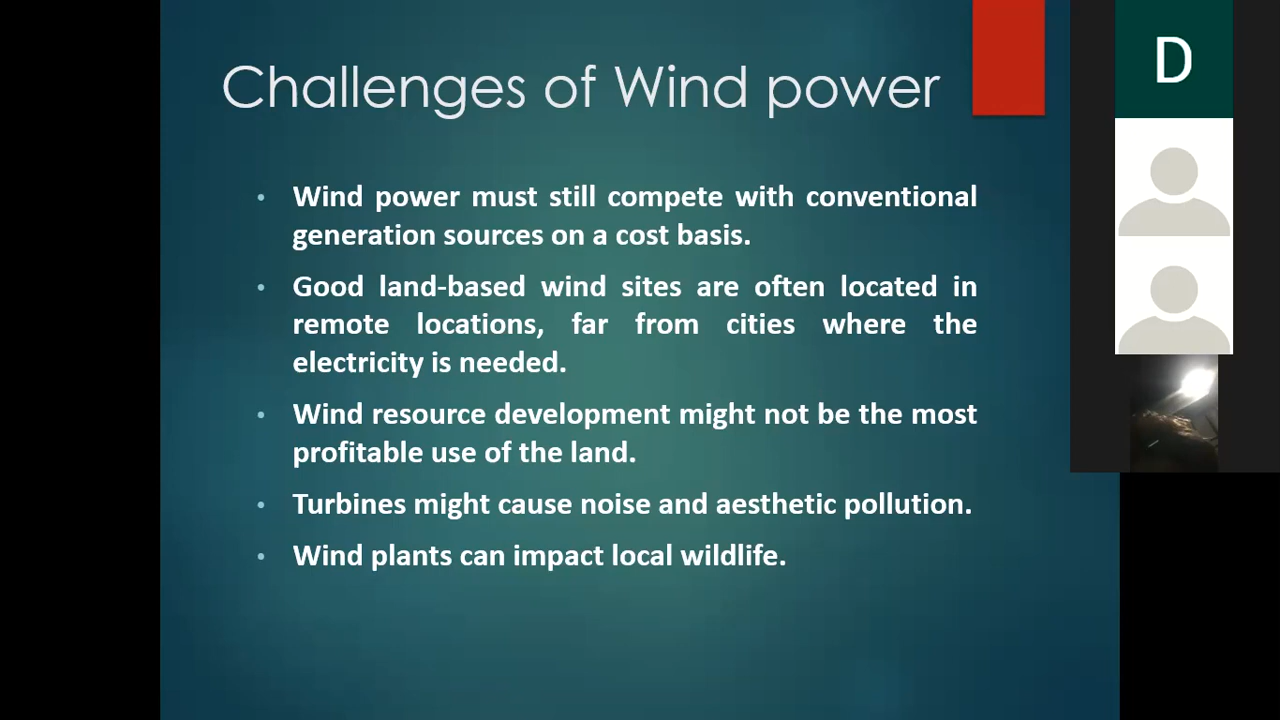 Challenges of Wind power
D
• Wind power must still compete with conventional
generation sources on a cost basis.
• Good land-based wind sites are often located in
remote locations, far from cities where the
electricity is needed.
• Wind resource development might not be the most
profitable use of the land.
• Turbines might cause noise and aesthetic pollution.
• Wind plants can impact local wildlife.